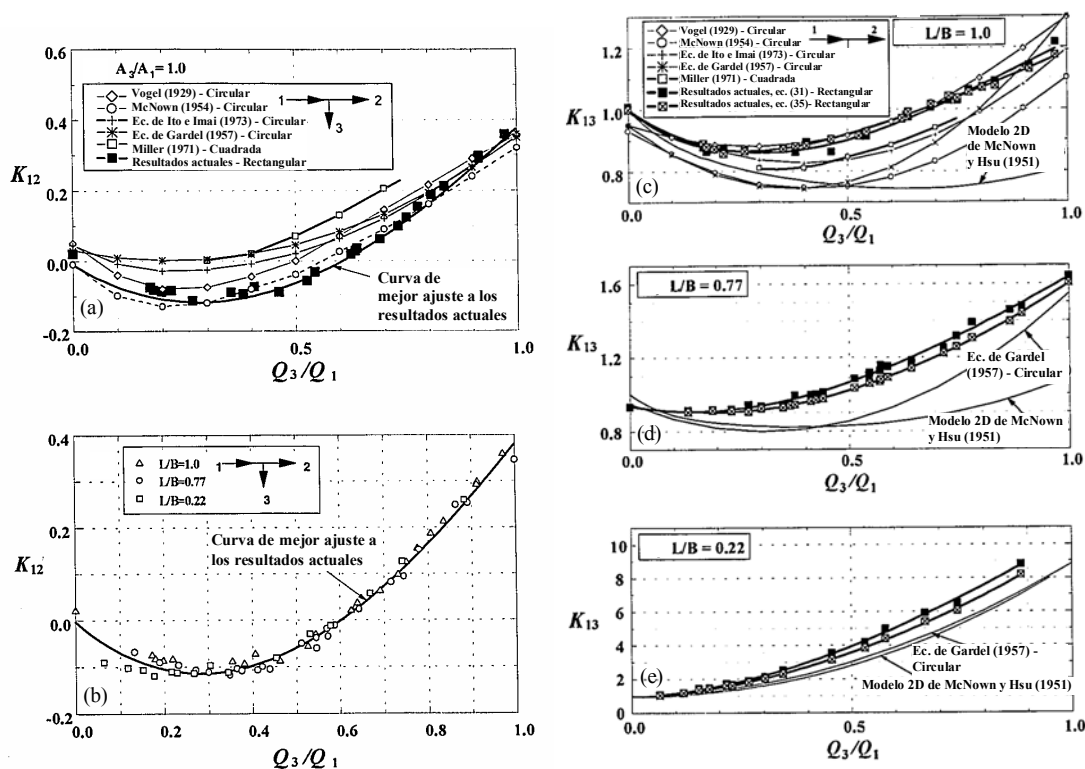 A3/A1=1.0
Vogel (1929) - Circular
McNown (1954) - Circular
Ec. de Ito e Imai (1973) - Circular
Ec. de Gardel (1957) - Circular
Miller (1971) - Cuadrada
Resultados actuales - Rectangular
1
2
3
0.6
0.4
0.2
0.0
-0.2
K12
(a)
Curva de
mejor ajuste a los
resultados actuales
0.0
0.5
1.0
Q3/Q1
0.4
0.2
0.0
-0.2
K12
L/B=1.0
L/B=0.77
L/B=0.22
1
2
3
Curva de mejor ajuste a
los resultados actuales
(b)
0.0
0.2
0.4
0.6
0.8
1.0
Q3/Q1
Vogel (1929) - Circular
McNown (1954) - Circular
Ec. de Ito e Imai (1973) - Circular
Ec. de Gardel (1957) - Circular
Miller (1971) - Cuadrada
Resultados actuales, ec. (31) - Rectangular
Resultados actuales, ec. (35)- Rectangular
1
2
L/B = 1.0
1.2
1.0
0.8
K13
Modelo 2D
de McNown
y Hsu (1951)
(c)
0.0
0.5
1.0
Q3/Q1
L/B = 0.77
1.6
1.2
1.0
0.8
K13
Ec. de Gardel
(1957) - Circular
Modelo 2D de McNown
y Hsu (1951)
(d)
0.0
0.5
1.0
Q3/Q1
L/B = 0.22
10
8
6
4
2
1
0
K13
Ec. de Gardel (1957) -
Circular
Modelo 2D de McNown y Hsu (1951)
(e)
0.0
0.5
1.0
Q3/Q1